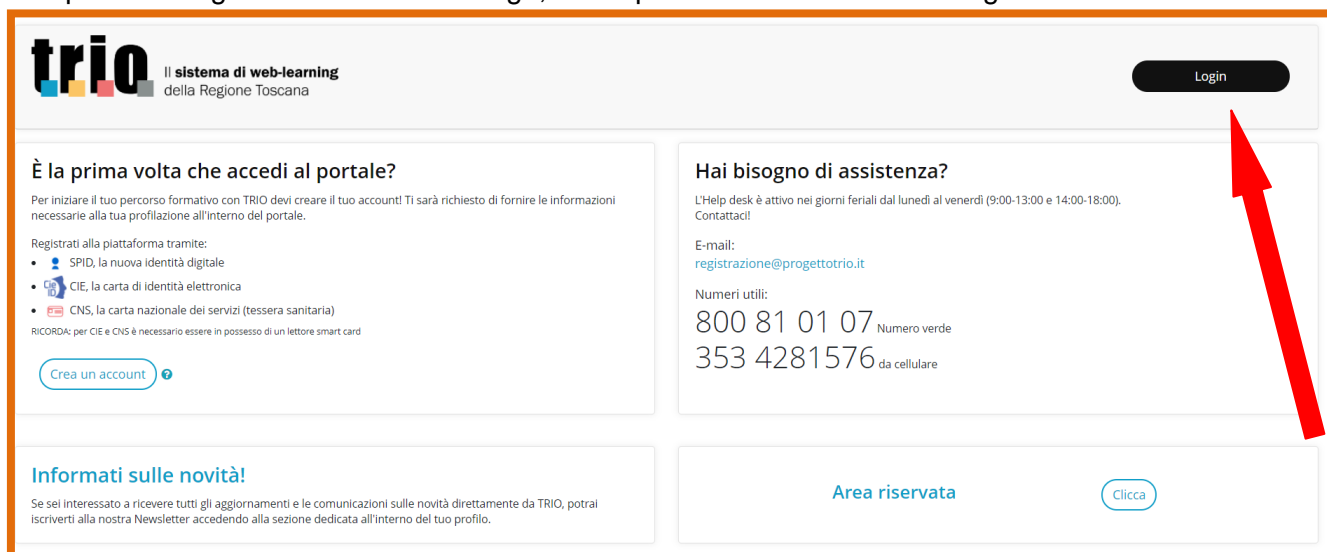 trio
Il sistema di web-learning
della Regione Toscana
Login
È la prima volta che accedi al portale?
Per iniziare il tuo percorso formativo con TRIO devi creare il tuo account! Ti sarà richiesto di fornire le informazioni
necessarie alla tua profilazione all'interno del portale.
Registrati alla piattaforma tramite:
• SPID, la nuova identità digitale
• CIE, la carta di identità elettronica
• CNS, la carta nazionale dei servizi (tessera sanitaria)
RICORDA: per CIE e CNS è necessario essere in possesso di un lettore smart card
Crea un account ?
Hai bisogno di assistenza?
L'Help desk è attivo nei giorni feriali dal lunedì al venerdì (9:00-13:00 e 14:00-18:00).
Contattaci!
E-mail:
registrazione@progettotrio.it
Numeri utili:
800 81 01 07 Numero verde
353 4281576 da cellulare
Informati sulle novità!
Se sei interessato a ricevere tutti gli aggiornamenti e le comunicazioni sulle novità direttamente da TRIO, potrai
iscriverti alla nostra Newsletter accedendo alla sezione dedicata all'interno del tuo profilo.
Area riservata
Clicca